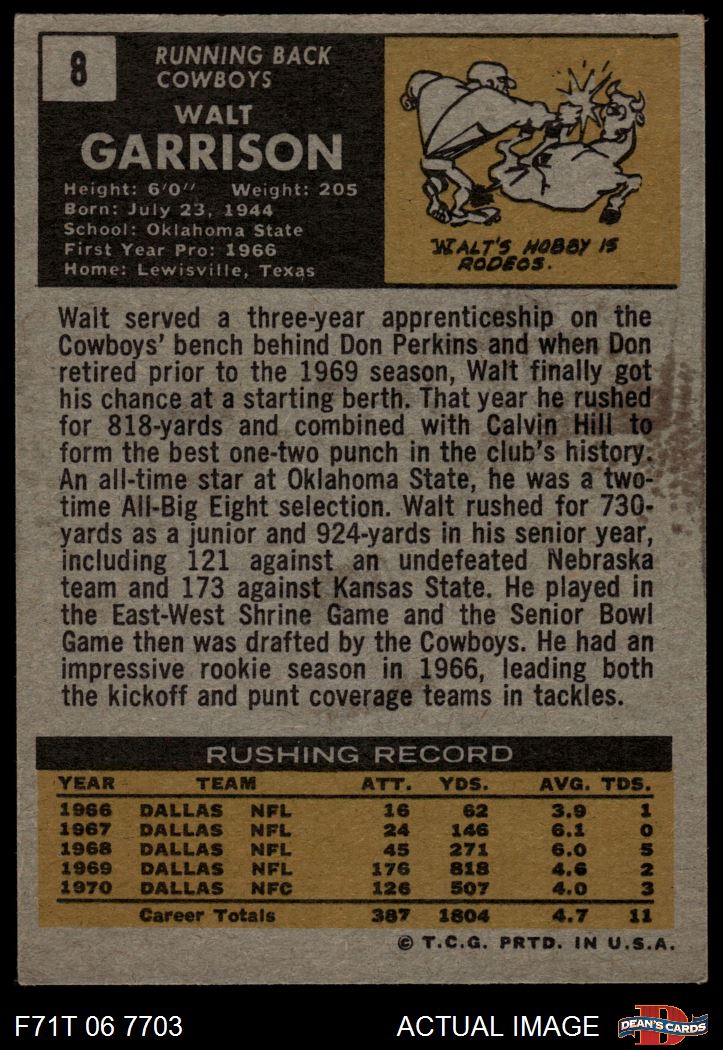 8
RUNNING BACK
COWBOYS
WALT
GARRISON
Height: 6'0" Weight: 205
Born: July 23, 1944
School: Oklahoma State
First Year Pro: 1966
Home: Lewisville, Texas
WALT'S HOBBY IS
RODEOS.
Walt served a three-year apprenticeship on the
Cowboys' bench behind Don Perkins and when Don
retired prior to the 1969 season, Walt finally got
his chance at a starting berth. That year he rushed
for 818-yards and combined with Calvin Hill to
form the best one-two punch in the club's history.
An all-time star at Oklahoma State, he was a two-
time All-Big Eight selection. Walt rushed for 730-
yards as a junior and 924-yards in his senior year,
including 121 against an undefeated Nebraska
team and 173 against Kansas State. He played in
the East-West Shrine Game and the Senior Bowl
Game then was drafted by the Cowboys. He had an
impressive rookie season in 1966, leading both
the kickoff and punt coverage teams in tackles.
RUSHING RECORD
YEAR TEAM ATT. YDS. AVG. TDS.
1966 DALLAS NFL 16 62 3.9 1
1967 DALLAS NFL 24 146 6.1 0
1968 DALLAS NFL 45 271 6.0 5
1969 DALLAS NFL 176 818 4.6 2
1970 DALLAS NFC 126 507 4.0 3
Career Totals 387 1804 4.7 11
© T.C.G. PRTD. IN U.S.A.
F71T 06 7703 ACTUAL IMAGE D DEAN'S CARDS